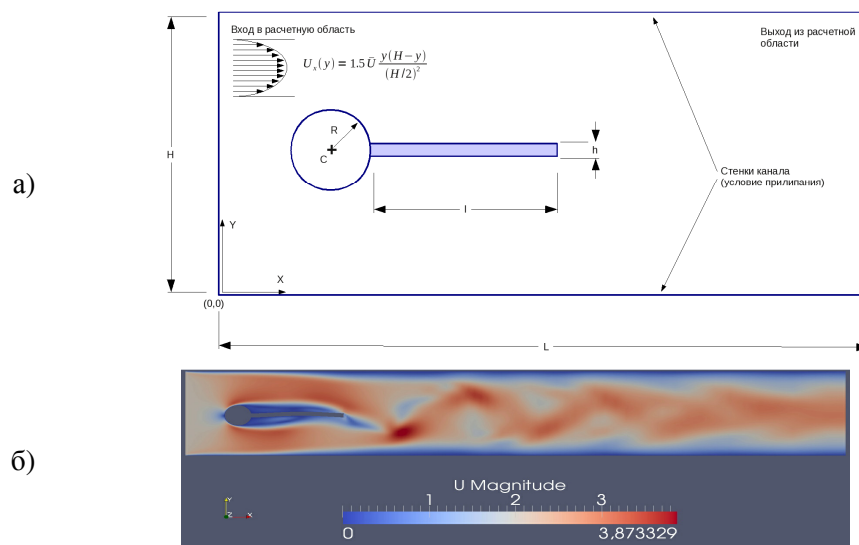 а)
Вход в расчетную область
Выход из расчетной
области
U_x(y)=1.5Ū y(H−y)/(H/2)²
R
C
H
h
Стенки канала
(условие прилипания)
l
Y
X
(0,0)
L
б)
U Magnitude
1 2 3
0 3,873329
Y
Z X